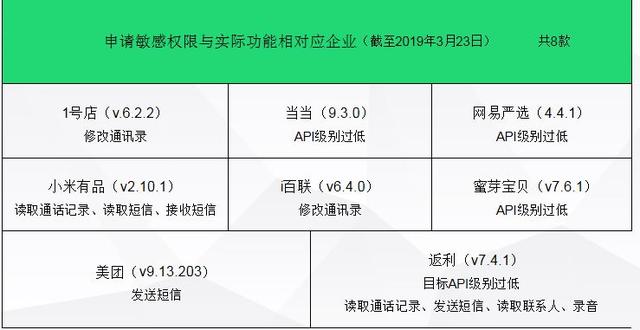 申请敏感权限与实际功能相对应企业（截至2019年3月23日） 共8款
1号店（v.6.2.2） 当当（9.3.0） 网易严选（4.4.1）
修改通讯录 API级别过低 API级别过低
小米有品（v2.10.1） i百联（v6.4.0） 蜜芽宝贝（v7.6.1）
读取通话记录、读取短信、接收短信 修改通讯录 API级别过低
美团（v9.13.203）
发送短信
返利（v7.4.1）
目标API级别过低
读取通话记录、发送短信、读取联系人、录音